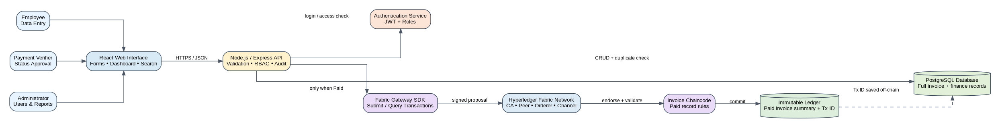 Employee
Data Entry
login / access check
Authentication Service
JWT + Roles
Payment Verifier
Status Approval
React Web Interface
Forms • Dashboard • Search
HTTPS / JSON
Node.js / Express API
Validation • RBAC • Audit
CRUD + duplicate check
PostgreSQL Database
Full invoice + finance records
only when Paid
Tx ID saved off-chain
Administrator
Users & Reports
Fabric Gateway SDK
Submit / Query Transactions
signed proposal
Hyperledger Fabric Network
CA • Peer • Orderer • Channel
endorse + validate
Invoice Chaincode
Paid record rules
commit
Immutable Ledger
Paid invoice summary + Tx ID